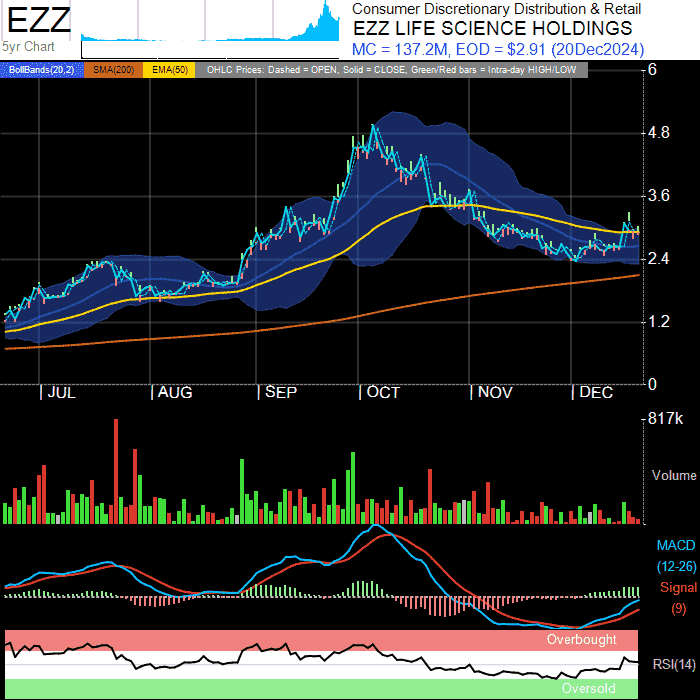 EZZ
5yr Chart
Consumer Discretionary Distribution & Retail
EZZ LIFE SCIENCE HOLDINGS
MC = 137.2M, EOD = $2.91 (20Dec2024)
BollBands(20,2) SMA(200) EMA(50) OHLC Prices: Dashed = OPEN, Solid = CLOSE, Green/Red bars = Intra-day HIGH/LOW
6
4.8
3.6
2.4
1.2
0
JUL AUG SEP OCT NOV DEC
817k
Volume
MACD
(12-26)
Signal
(9)
Overbought
RSI(14)
Oversold